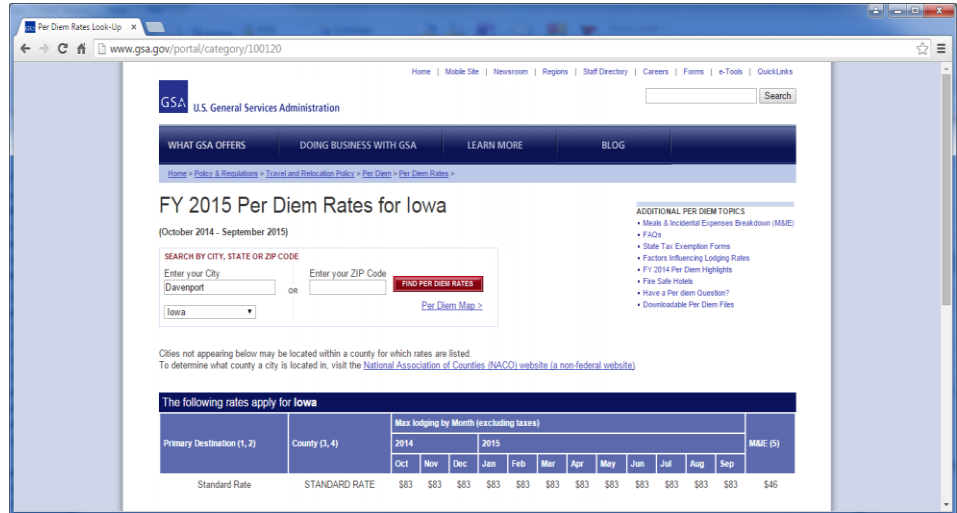 Per Diem Rates Look-Up
www.gsa.gov/portal/category/100120
Home | Mobile Site | Newsroom | Regions | Staff Directory | Careers | Forms | e-Tools | QuickLinks
GSA U.S. General Services Administration
Search
WHAT GSA OFFERS DOING BUSINESS WITH GSA LEARN MORE BLOG
Home > Policy & Regulations > Travel and Relocation Policy > Per Diem > Per Diem Rates >
FY 2015 Per Diem Rates for Iowa
(October 2014 - September 2015)
SEARCH BY CITY, STATE OR ZIP CODE
Enter your City
Enter your ZIP Code
Davenport
OR
FIND PER DIEM RATES
Per Diem Map >
Iowa
ADDITIONAL PER DIEM TOPICS
• Meals & Incidental Expenses Breakdown (M&IE)
• FAQs
• State Tax Exemption Forms
• Factors Influencing Lodging Rates
• FY 2014 Per Diem Highlights
• Fire Safe Hotels
• Have a Per diem Question?
• Downloadable Per Diem Files
Cities not appearing below may be located within a county for which rates are listed.
To determine what county a city is located in, visit the National Association of Counties (NACO) website (a non-federal website).
The following rates apply for Iowa
Primary Destination (1, 2) County (3, 4) Max lodging by Month (excluding taxes) M&IE (5)
2014 2015
Oct Nov Dec Jan Feb Mar Apr May Jun Jul Aug Sep
Standard Rate STANDARD RATE $83 $83 $83 $83 $83 $83 $83 $83 $83 $83 $83 $83 $46